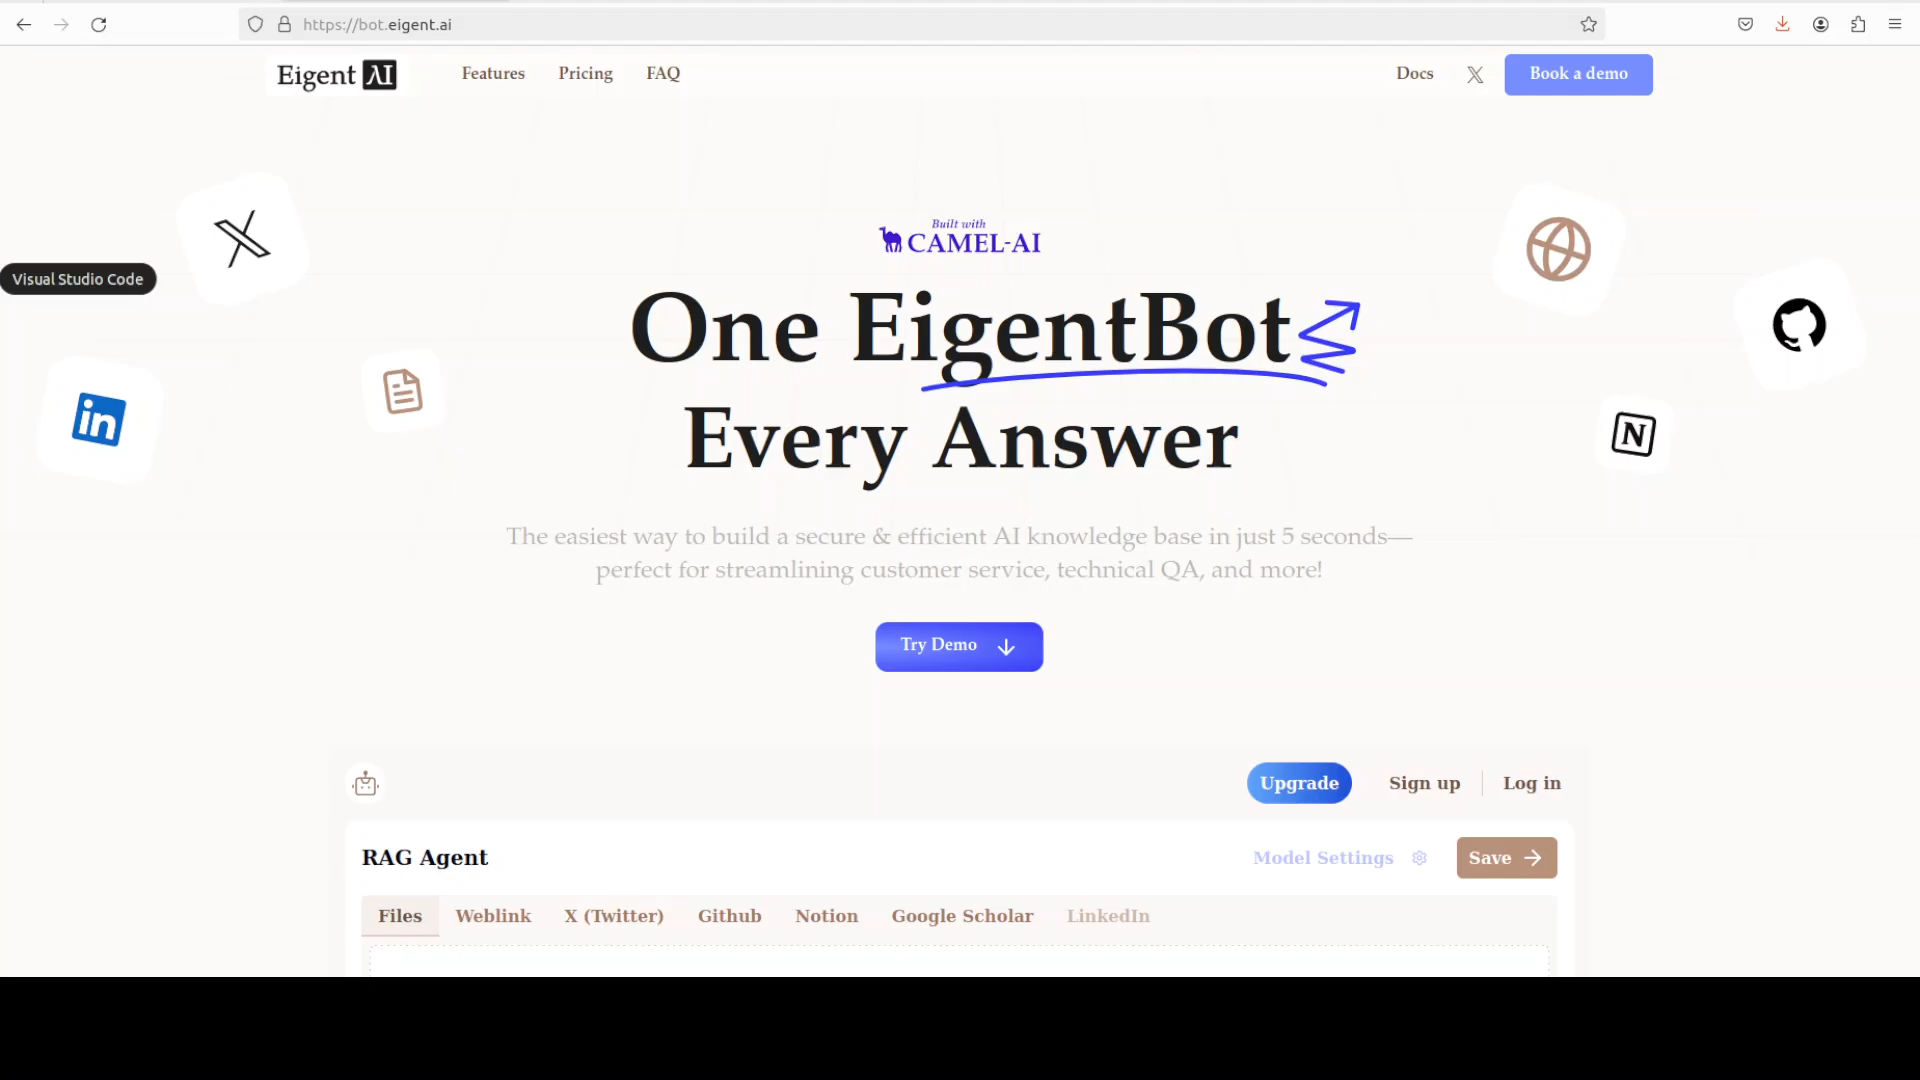 https://bot.eigent.ai
Eigent AI
Features
Pricing
FAQ
Docs
Book a demo
Built with
CAMEL-AI
Visual Studio Code
One EigentBot
Every Answer
in
N
The easiest way to build a secure & efficient AI knowledge base in just 5 seconds—
perfect for streamlining customer service, technical QA, and more!
Try Demo
Upgrade
Sign up
Log in
RAG Agent
Model Settings
Save
Files
Weblink
X (Twitter)
Github
Notion
Google Scholar
LinkedIn